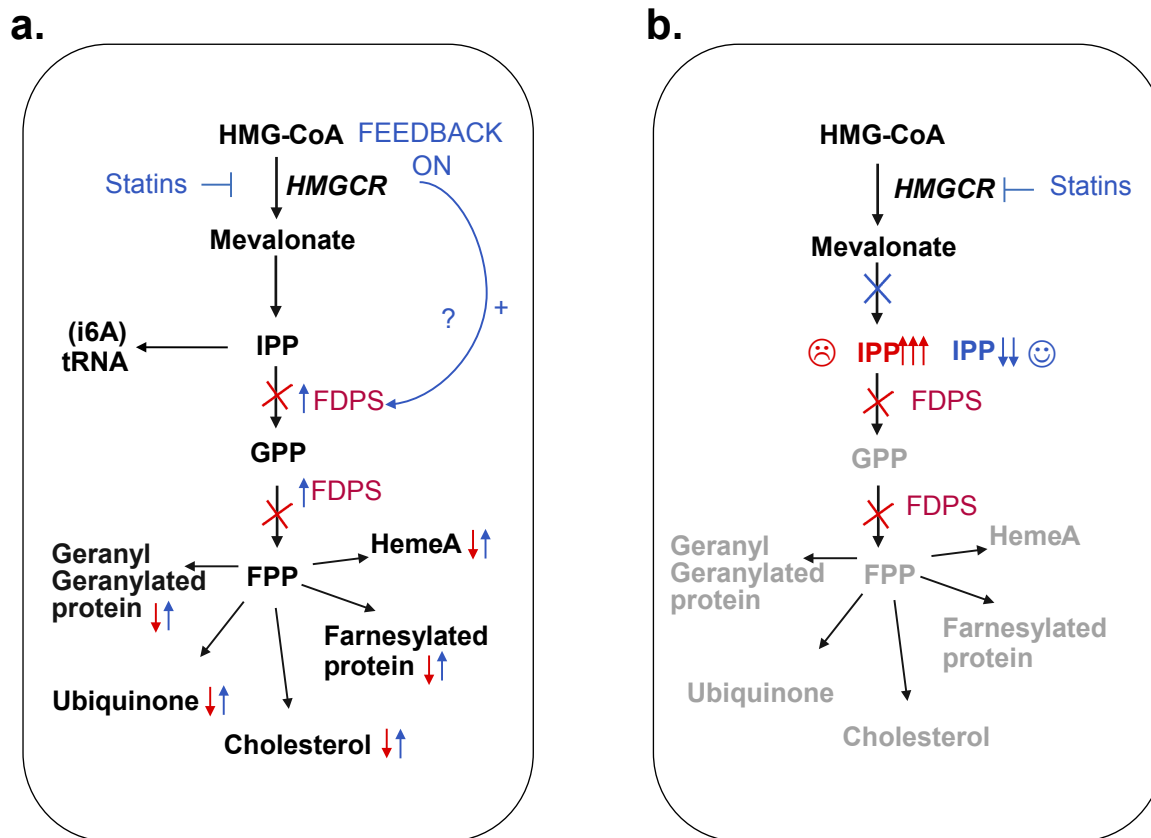 a.
HMG-CoA
FEEDBACK
ON
Statins
HMGCR
Mevalonate
?
+
(i6A)
tRNA
IPP
FDPS
GPP
FDPS
HemeA
Geranyl
Geranylated
protein
FPP
Farnesylated
protein
Ubiquinone
Cholesterol
b.
HMG-CoA
HMGCR
Statins
Mevalonate
IPP
IPP
FDPS
GPP
FDPS
HemeA
Geranyl
Geranylated
protein
FPP
Farnesylated
protein
Ubiquinone
Cholesterol